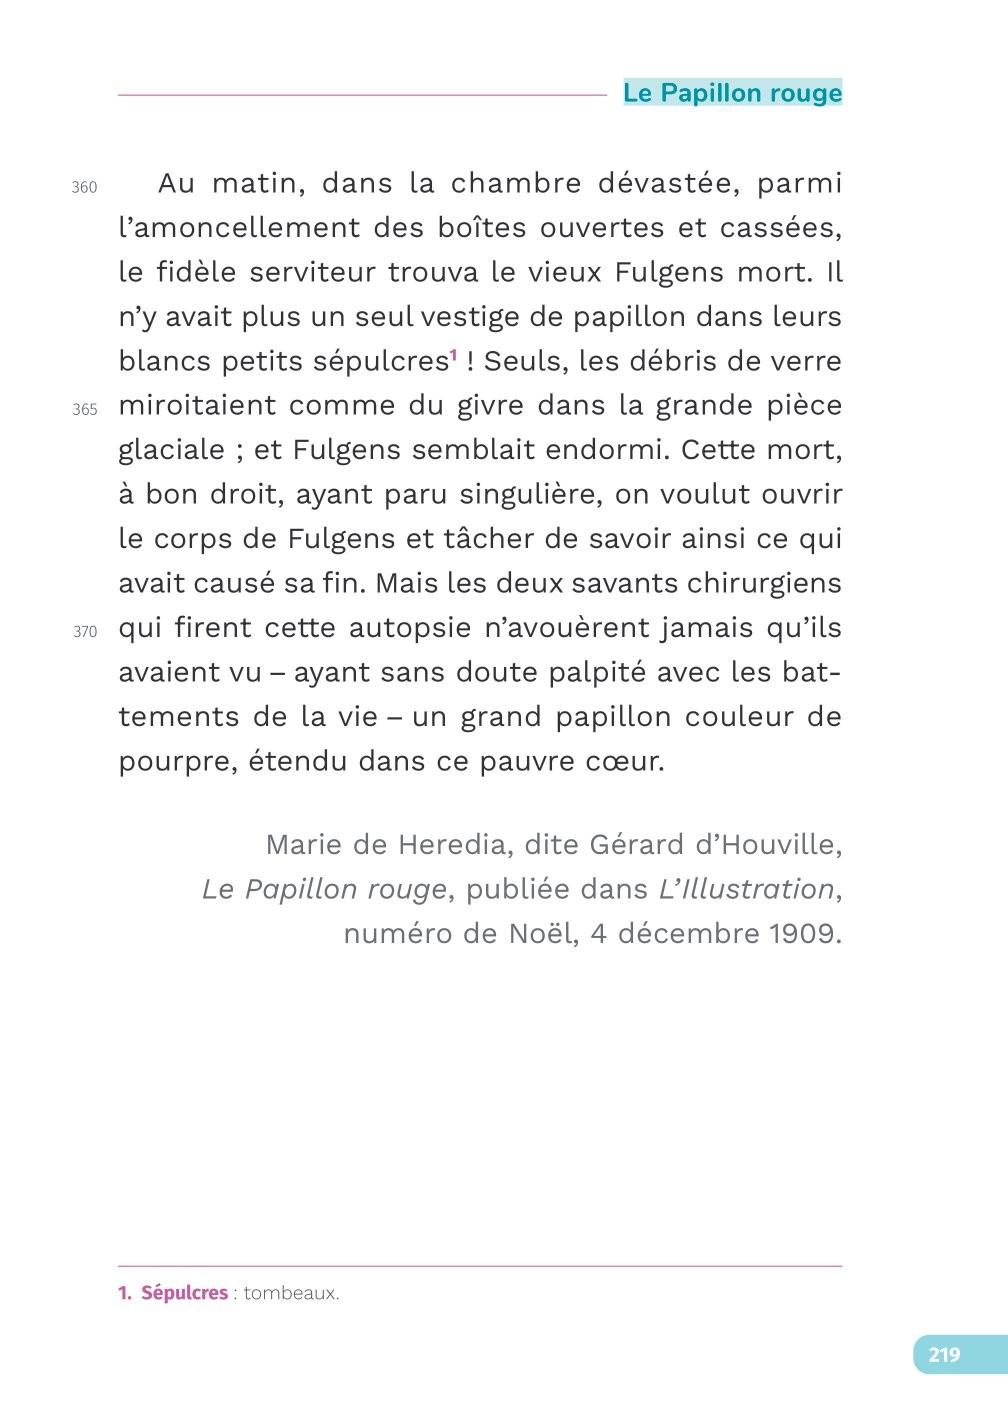 Le Papillon rouge
360 Au matin, dans la chambre dévastée, parmi
l’amoncellement des boîtes ouvertes et cassées,
le fidèle serviteur trouva le vieux Fulgens mort. Il
n’y avait plus un seul vestige de papillon dans leurs
blancs petits sépulcres¹ ! Seuls, les débris de verre
365 miroitaient comme du givre dans la grande pièce
glaciale ; et Fulgens semblait endormi. Cette mort,
à bon droit, ayant paru singulière, on voulut ouvrir
le corps de Fulgens et tâcher de savoir ainsi ce qui
avait causé sa fin. Mais les deux savants chirurgiens
370 qui firent cette autopsie n’avouèrent jamais qu’ils
avaient vu – ayant sans doute palpité avec les bat-
tements de la vie – un grand papillon couleur de
pourpre, étendu dans ce pauvre cœur.
Marie de Heredia, dite Gérard d’Houville,
Le Papillon rouge, publiée dans L’Illustration,
numéro de Noël, 4 décembre 1909.
1. Sépulcres : tombeaux.
219